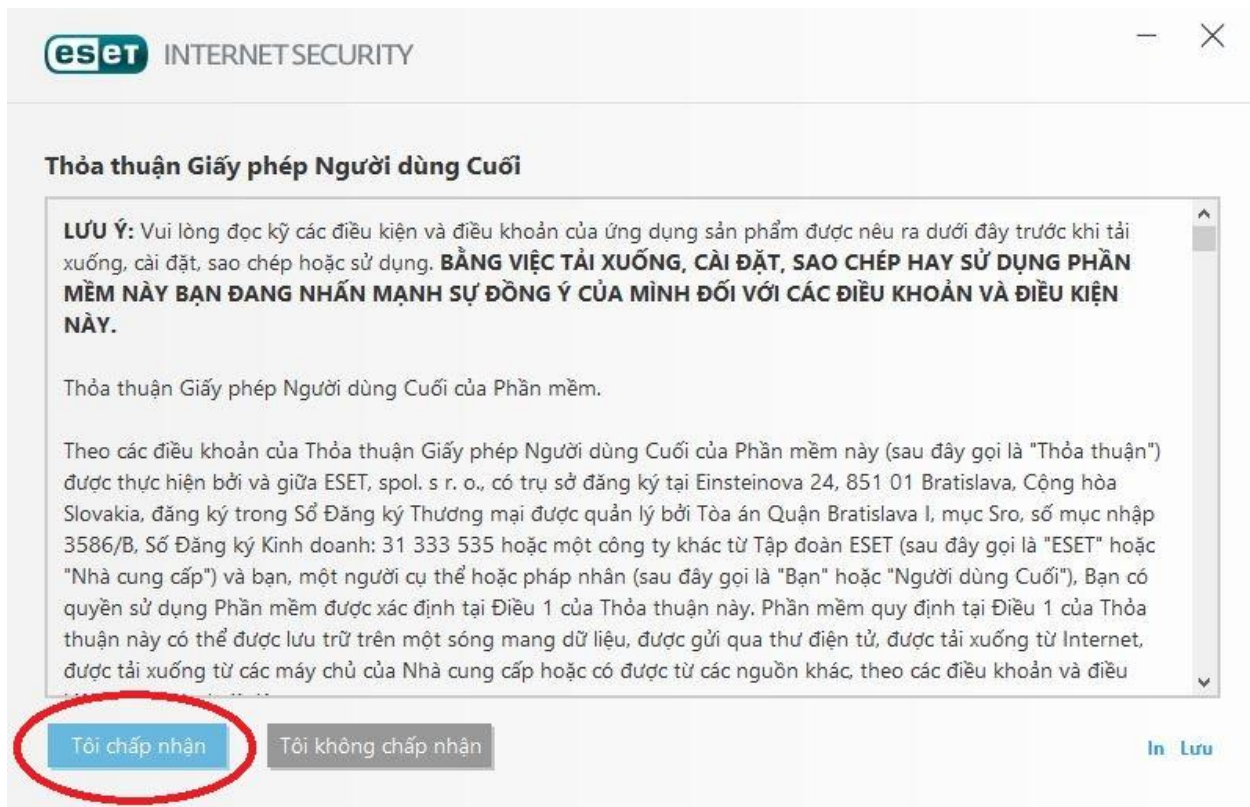 eset INTERNET SECURITY
Thỏa thuận Giấy phép Người dùng Cuối
LƯU Ý: Vui lòng đọc kỹ các điều kiện và điều khoản của ứng dụng sản phẩm được nêu ra dưới đây trước khi tải
xuống, cài đặt, sao chép hoặc sử dụng. BẰNG VIỆC TẢI XUỐNG, CÀI ĐẶT, SAO CHÉP HAY SỬ DỤNG PHẦN
MỀM NÀY BẠN ĐANG NHẤN MẠNH SỰ ĐỒNG Ý CỦA MÌNH ĐỐI VỚI CÁC ĐIỀU KHOẢN VÀ ĐIỀU KIỆN
NÀY.
Thỏa thuận Giấy phép Người dùng Cuối của Phần mềm.
Theo các điều khoản của Thỏa thuận Giấy phép Người dùng Cuối của Phần mềm này (sau đây gọi là "Thỏa thuận")
được thực hiện bởi và giữa ESET, spol. s r. o., có trụ sở đăng ký tại Einsteinova 24, 851 01 Bratislava, Cộng hòa
Slovakia, đăng ký trong Sổ Đăng ký Thương mại được quản lý bởi Tòa án Quận Bratislava I, mục Sro, số mục nhập
3586/B, Số Đăng ký Kinh doanh: 31 333 535 hoặc một công ty khác từ Tập đoàn ESET (sau đây gọi là "ESET" hoặc
"Nhà cung cấp") và bạn, một người cụ thể hoặc pháp nhân (sau đây gọi là "Bạn" hoặc "Người dùng Cuối"), Bạn có
quyền sử dụng Phần mềm được xác định tại Điều 1 của Thỏa thuận này. Phần mềm quy định tại Điều 1 của Thỏa
thuận này có thể được lưu trữ trên một sóng mang dữ liệu, được gửi qua thư điện tử, được tải xuống từ Internet,
được tải xuống từ các máy chủ của Nhà cung cấp hoặc có được từ các nguồn khác, theo các điều khoản và điều
Tôi chấp nhận Tôi không chấp nhận In Lưu